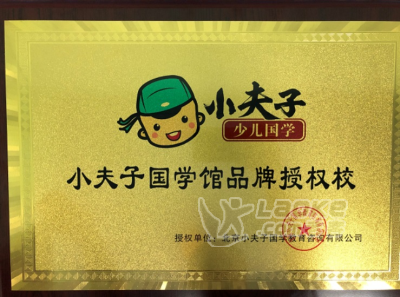 小夫子
少儿国学
小夫子国学馆品牌授权校
授权单位：北京小夫子国学教育咨询有限公司